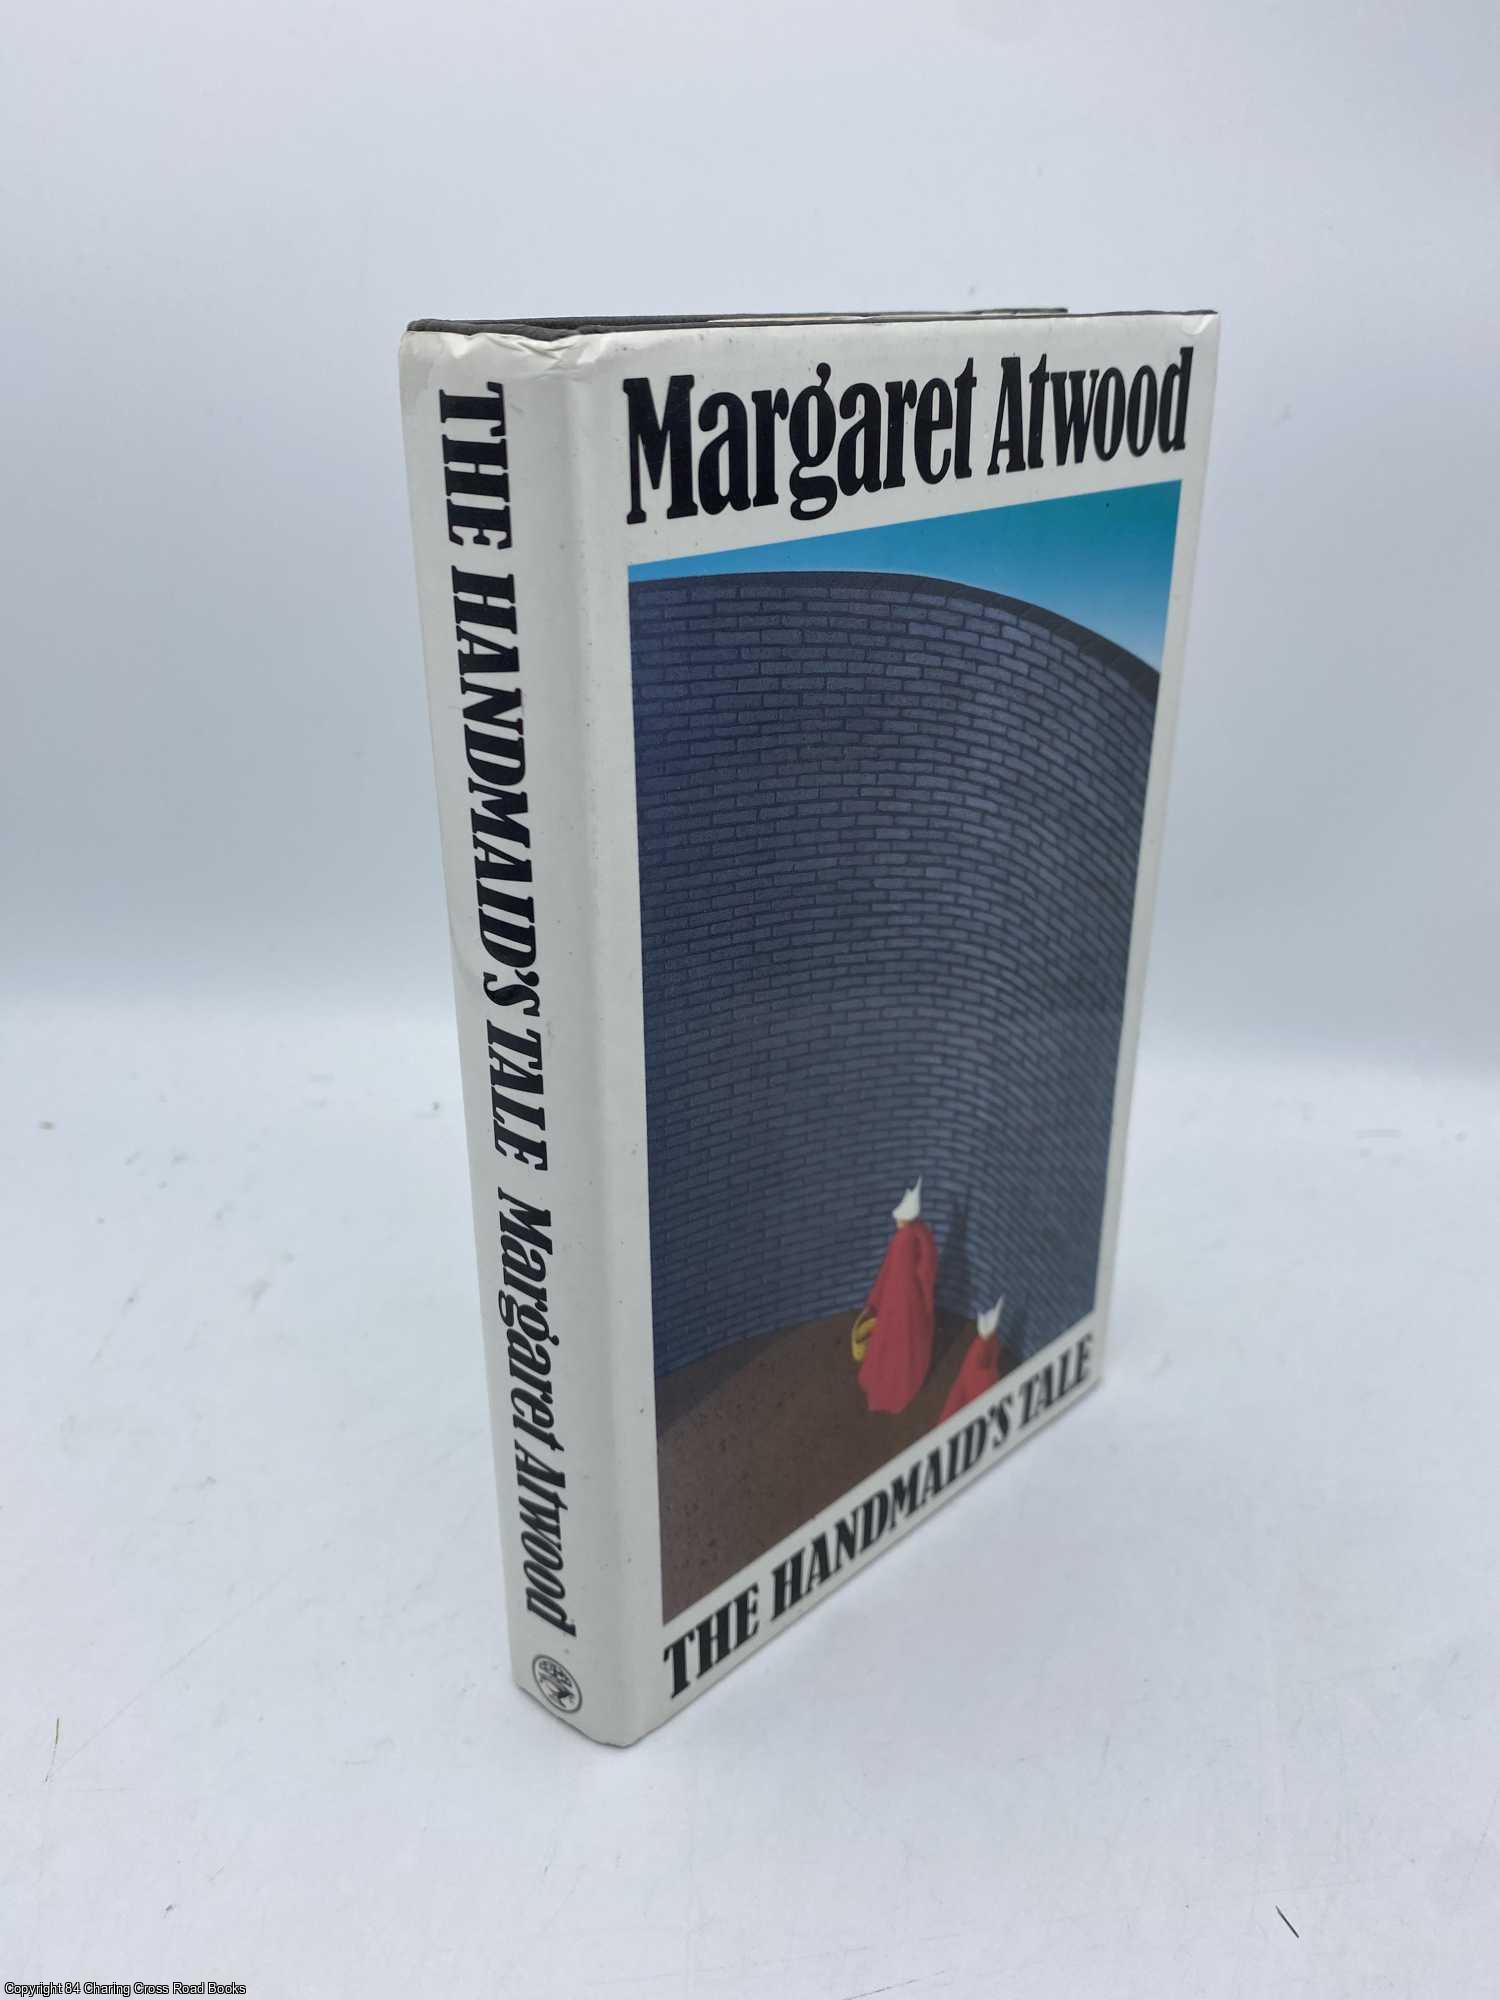 THE HANDMAID'S TALE Margaret Atwood
Margaret Atwood
THE HANDMAID'S TALE
Copyright 84 Charing Cross Road Books